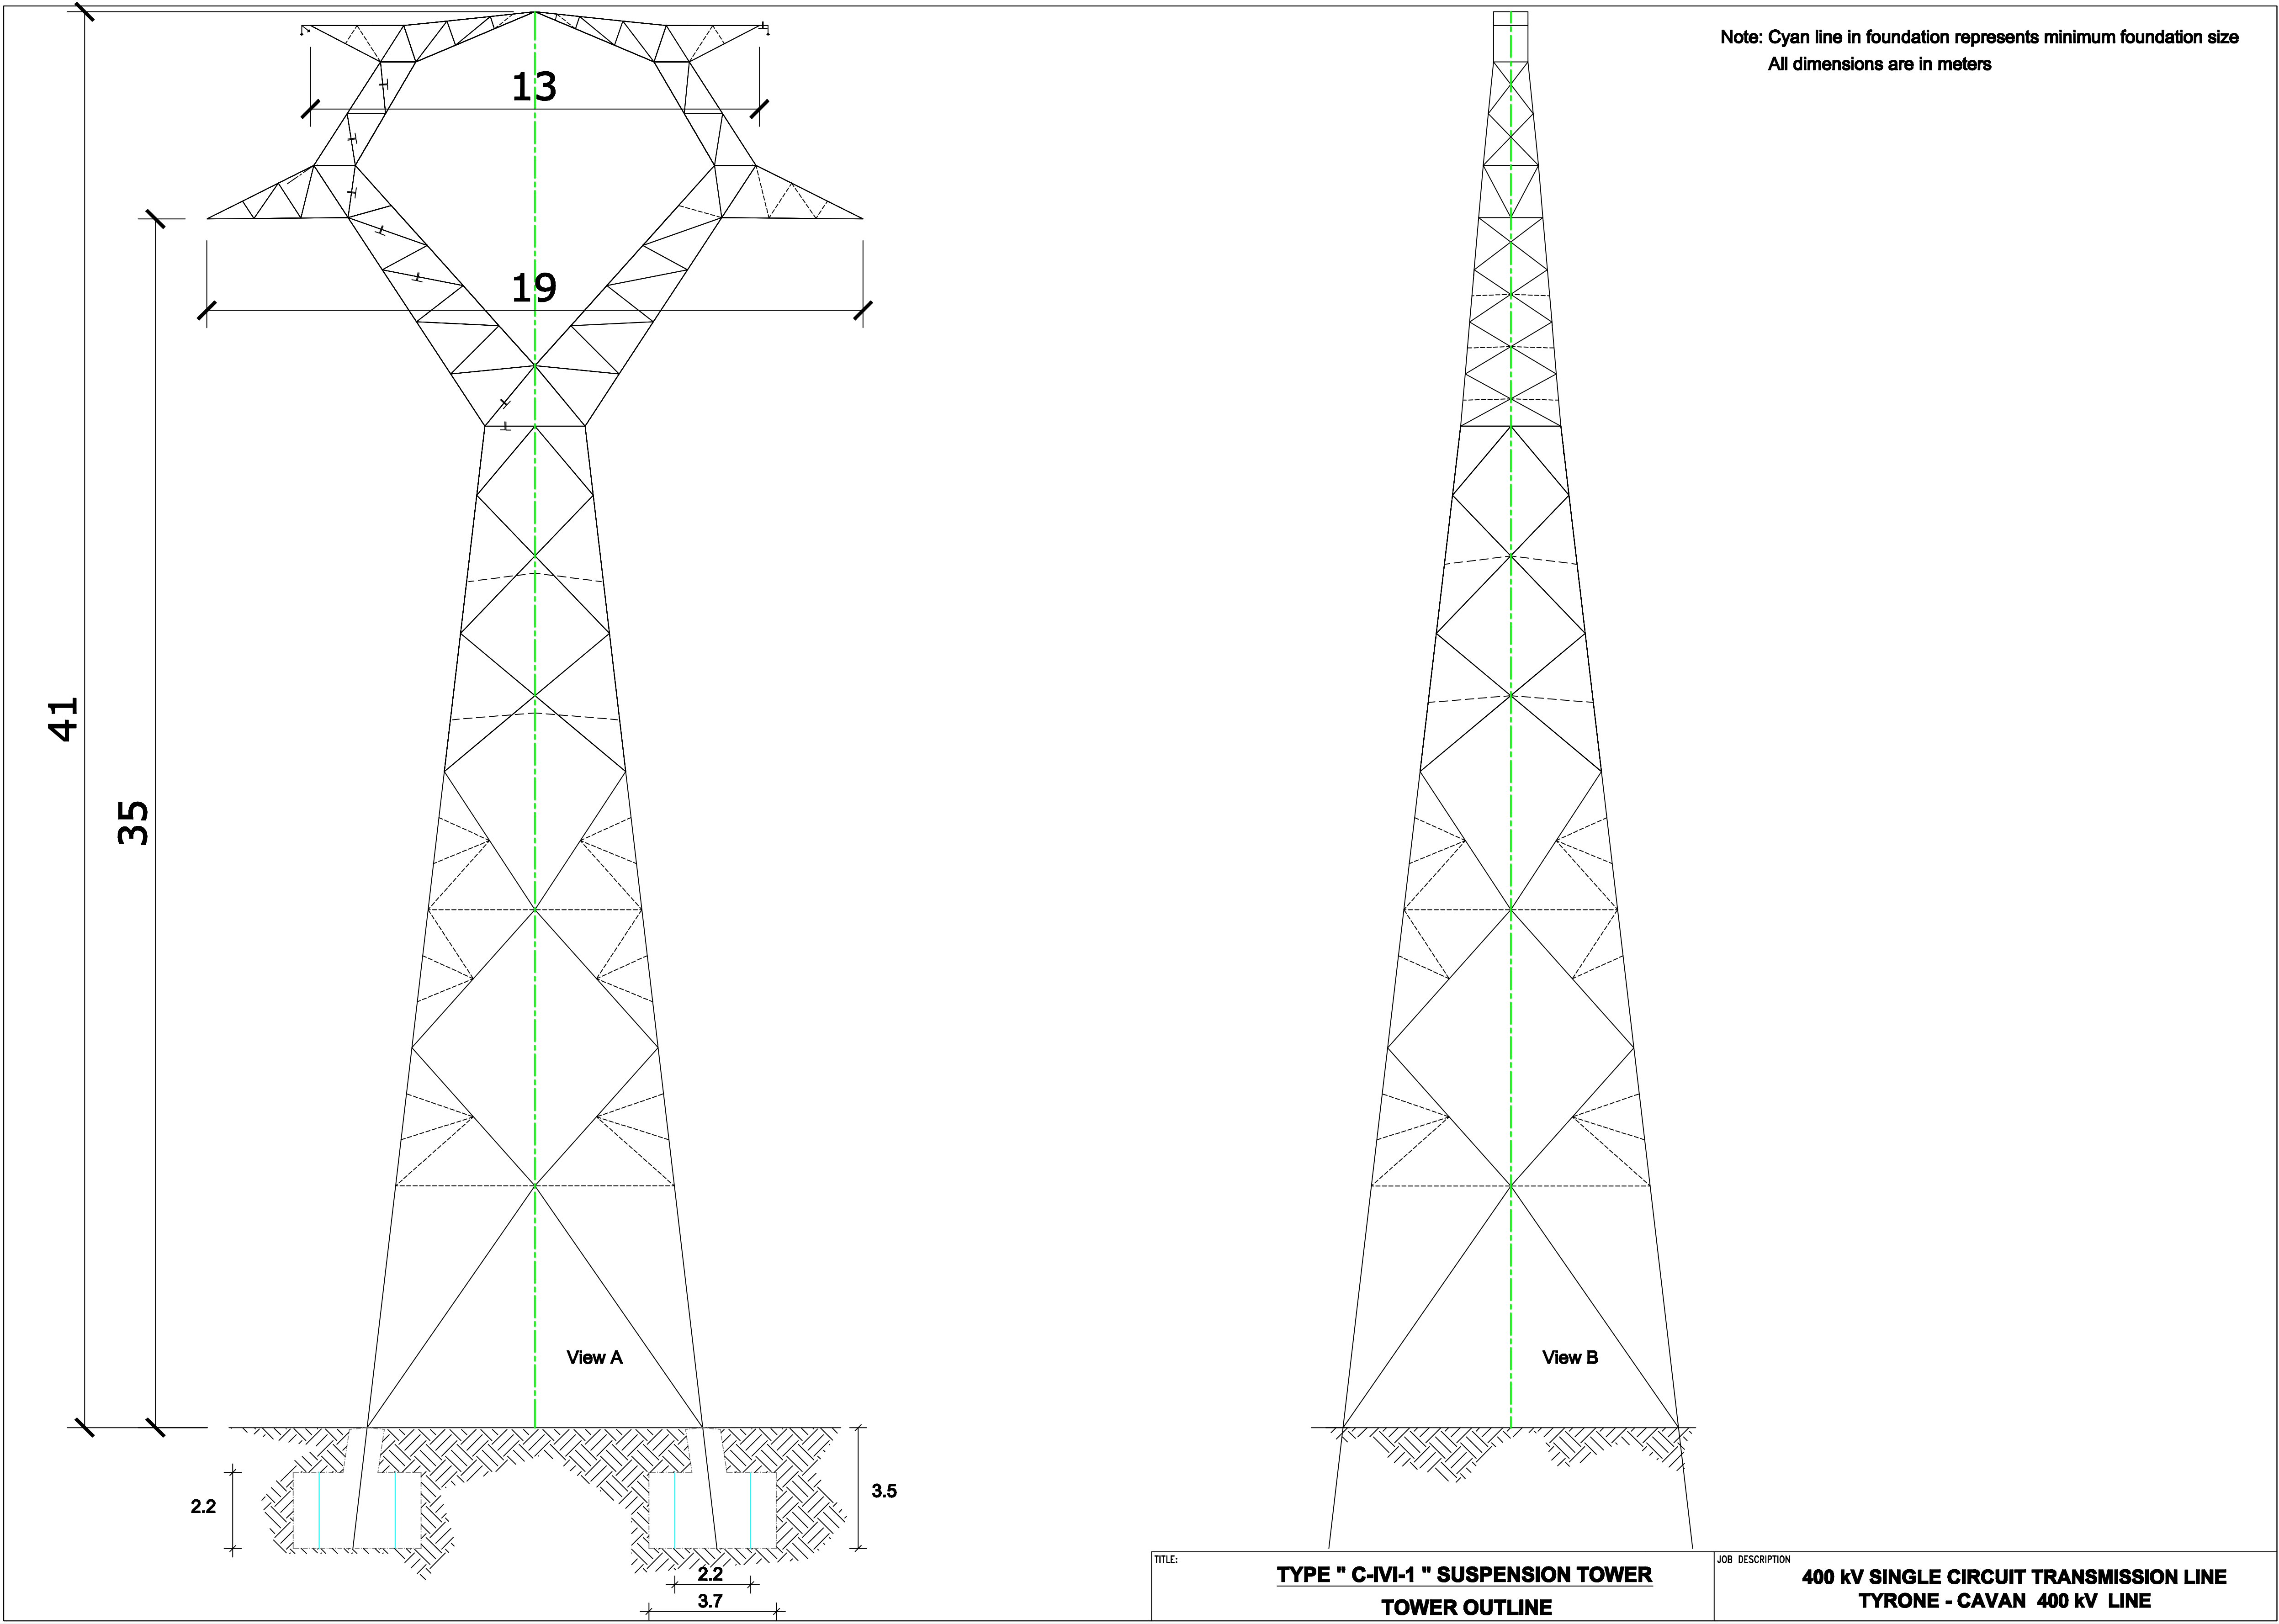 Note: Cyan line in foundation represents minimum foundation size
All dimensions are in meters
13
19
41
35
View A
View B
2.2
3.5
2.2
3.7
TITLE:
TYPE " C-IVI-1 " SUSPENSION TOWER
TOWER OUTLINE
JOB DESCRIPTION
400 kV SINGLE CIRCUIT TRANSMISSION LINE
TYRONE - CAVAN 400 kV LINE